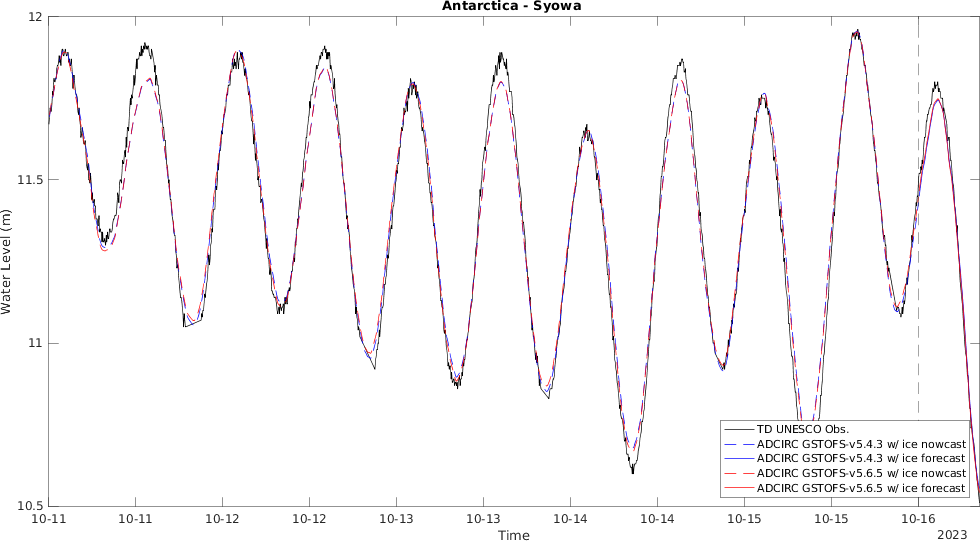 Antarctica - Syowa
12
11.5
11
10.5
Water Level (m)
10-11
10-11
10-12
10-12
10-13
10-13
10-14
10-14
10-15
10-15
10-16
Time
2023
TD UNESCO Obs.
ADCIRC GSTOFS-v5.4.3 w/ ice nowcast
ADCIRC GSTOFS-v5.4.3 w/ ice forecast
ADCIRC GSTOFS-v5.6.5 w/ ice nowcast
ADCIRC GSTOFS-v5.6.5 w/ ice forecast